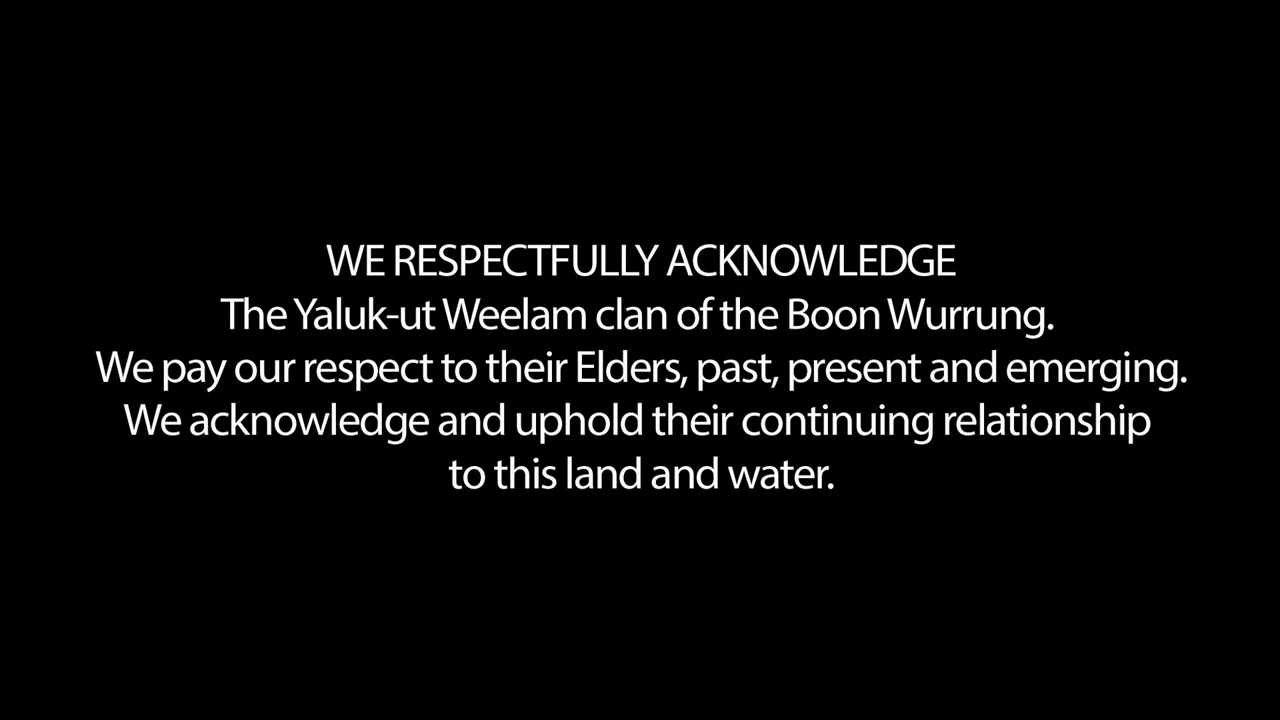 WE RESPECTFULLY ACKNOWLEDGE
The Yaluk-ut Weelam clan of the Boon Wurrung.
We pay our respect to their Elders, past, present and emerging.
We acknowledge and uphold their continuing relationship
to this land and water.